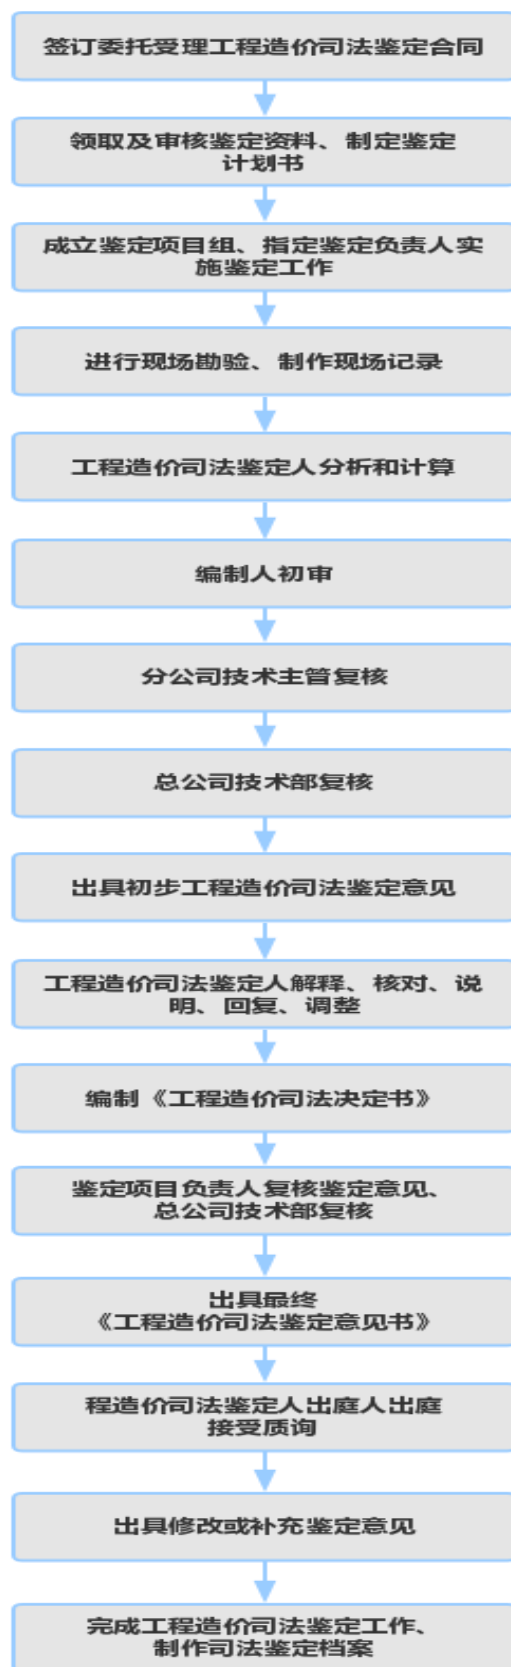 签订委托受理工程造价司法鉴定合同
领取及审核鉴定资料、制定鉴定
计划书
成立鉴定项目组、指定鉴定负责人实
施鉴定工作
进行现场勘验、制作现场记录
工程造价司法鉴定人分析和计算
编制人初审
分公司技术主管复核
总公司技术部复核
出具初步工程造价司法鉴定意见
工程造价司法鉴定人解释、核对、说
明、回复、调整
编制《工程造价司法决定书》
鉴定项目负责人复核鉴定意见、
总公司技术部复核
出具最终
《工程造价司法鉴定意见书》
程造价司法鉴定人出庭人出庭
接受质询
出具修改或补充鉴定意见
完成工程造价司法鉴定工作、
制作司法鉴定档案